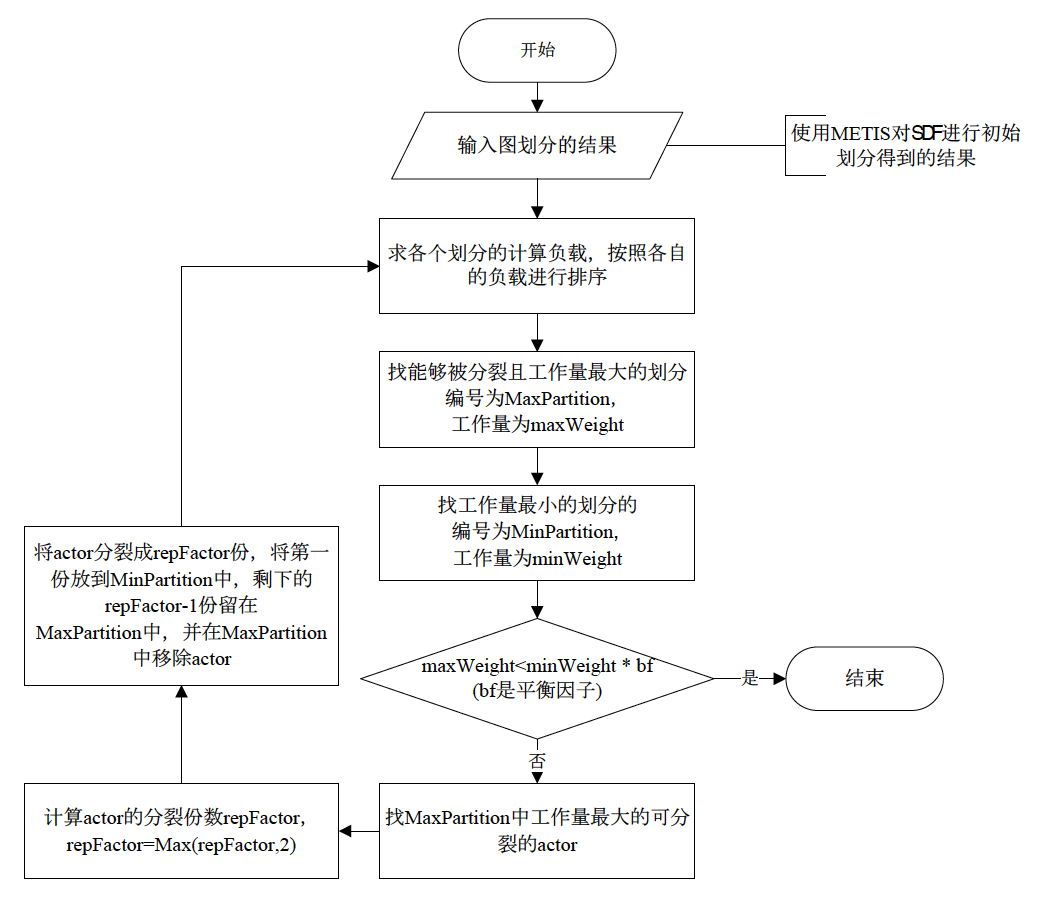 开始
输入图划分的结果
使用METIS对SDF进行初始
划分得到的结果
求各个划分的计算负载，按照各自
的负载进行排序
找能够被分裂且工作量最大的划分
编号为MaxPartition，
工作量为maxWeight
找工作量最小的划分的
编号为MinPartition,
工作量为minWeight
maxWeight<minWeight * bf
(bf是平衡因子)
是
结束
否
找MaxPartition中工作量最大的可分
裂的actor
计算actor的分裂份数repFactor，
repFactor=Max(repFactor,2)
将actor分裂成repFactor份，将第一
份放到MinPartition中，剩下的
repFactor-1份留在
MaxPartition中，并在MaxPartition
中移除actor